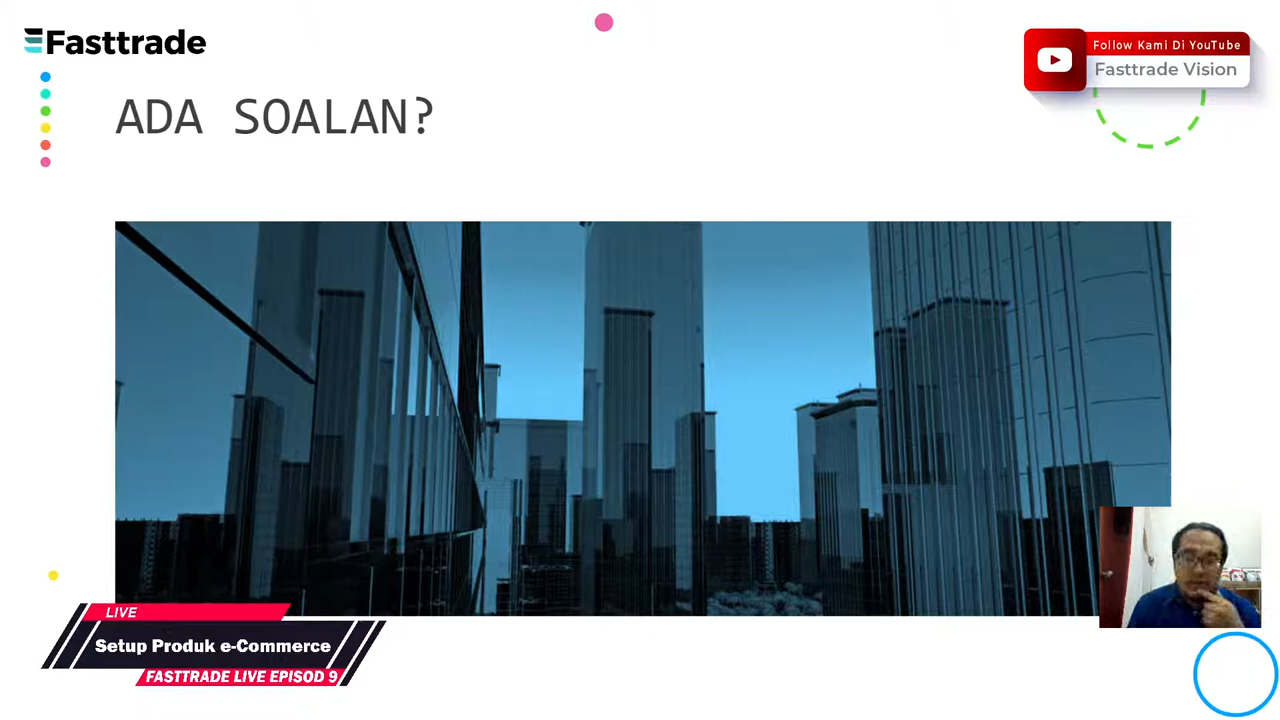 Fasttrade
Follow Kami Di YouTube
Fasttrade Vision
ADA SOALAN?
LIVE
Setup Produk e-Commerce
FASTTRADE LIVE EPISOD 9